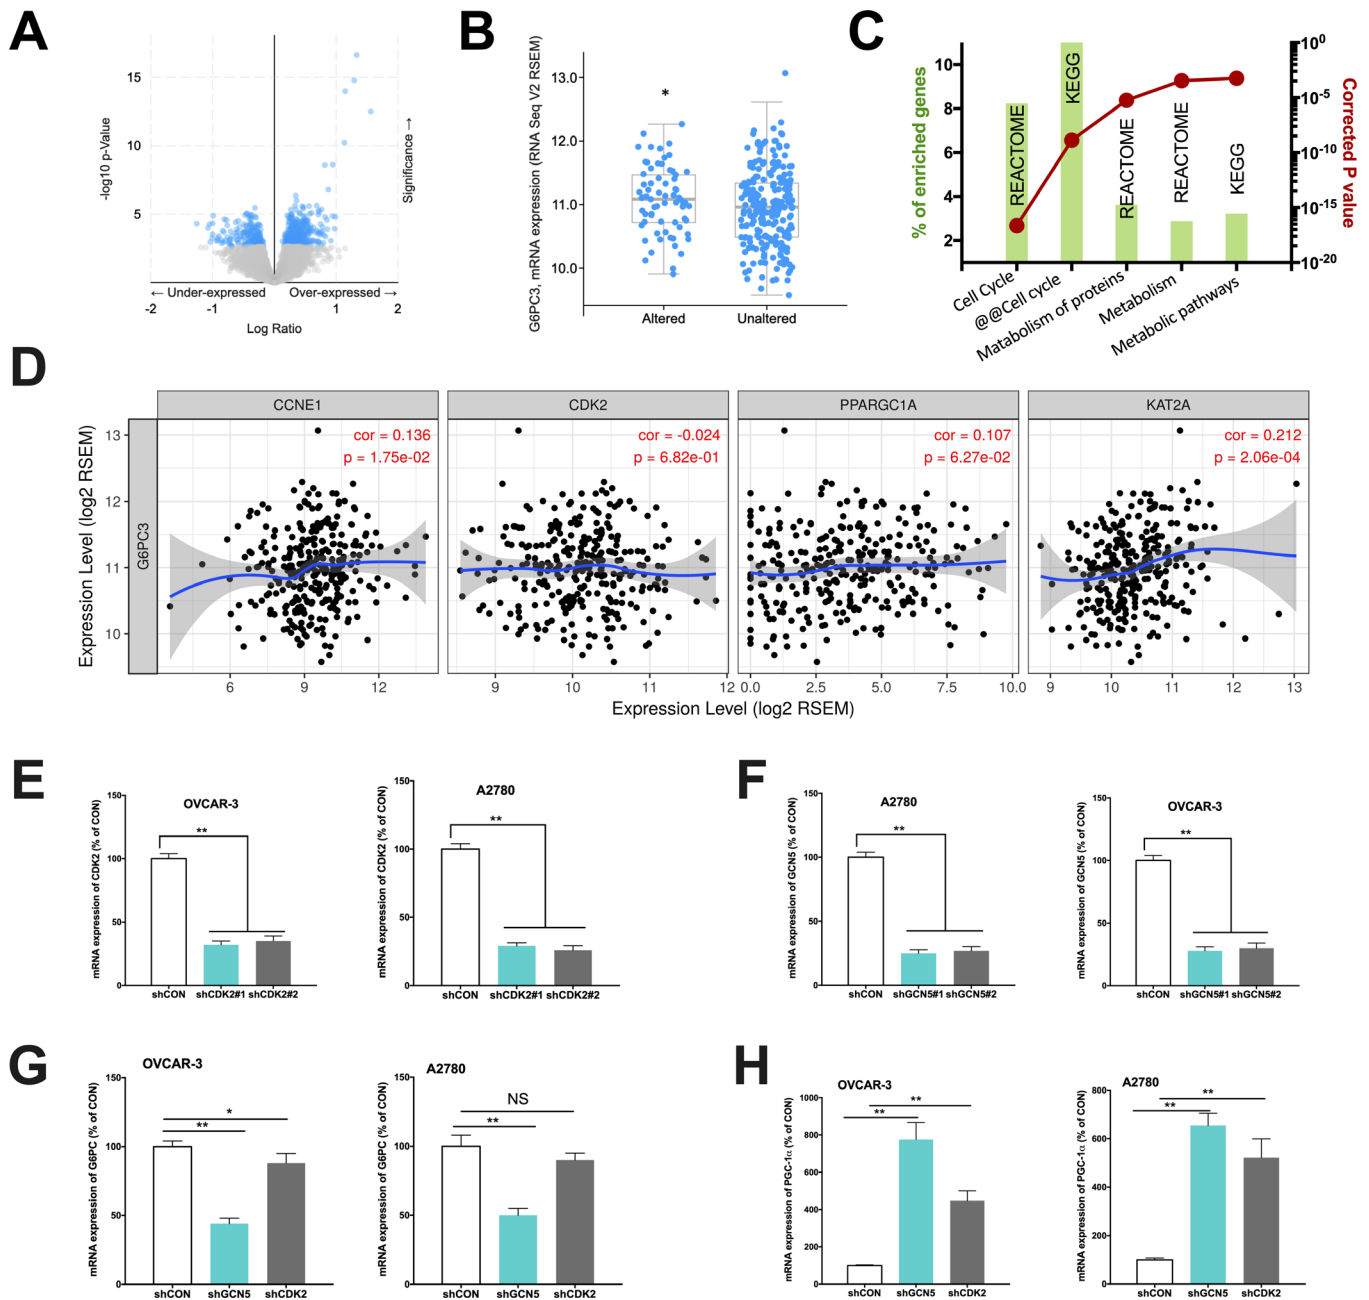 A
-log10 p-Value
15
10
5
Significance →
← Under-expressed
Over-expressed →
-2
-1
1
2
Log Ratio
B
G6PC3, mRNA expression (RNA Seq V2 RSEM)
13.0
12.0
11.0
10.0
*
Altered
Unaltered
C
% of enriched genes
10
8
6
4
2
REACTOME
KEGG
REACTOME
REACTOME
KEGG
10^0
10^-5
10^-10
10^-15
10^-20
Corrected P value
Cell Cycle
@@Cell cycle
Matabolism of proteins
Metabolism
Metabolic pathways
D
CCNE1
CDK2
PPARGC1A
KAT2A
G6PC3
Expression Level (log2 RSEM)
13
12
11
10
cor = 0.136
p = 1.75e-02
cor = -0.024
p = 6.82e-01
cor = 0.107
p = 6.27e-02
cor = 0.212
p = 2.06e-04
6 9 12
9 10 11 12
0.0 2.5 5.0 7.5 10.0
9 10 11 12 13
Expression Level (log2 RSEM)
E
OVCAR-3
mRNA expression of CDK2 (% of CON)
150
100
50
0
**
shCON shCDK2#1 shCDK2#2
A2780
mRNA expression of CDK2 (% of CON)
150
100
50
0
**
shCON shCDK2#1 shCDK2#2
F
A2780
mRNA expression of GCN5 (% of CON)
150
100
50
0
**
shCON shGCN5#1 shGCN5#2
OVCAR-3
mRNA expression of GCN5 (% of CON)
150
100
50
0
**
shCON shGCN5#1 shGCN5#2
G
OVCAR-3
mRNA expression of G6PC (% of CON)
150
100
50
0
*
**
shCON shGCN5 shCDK2
A2780
mRNA expression of G6PC (% of CON)
150
100
50
0
NS
**
shCON shGCN5 shCDK2
H
OVCAR-3
mRNA expression of PGC-1α (% of CON)
1000
800
600
400
200
0
**
**
shCON shGCN5 shCDK2
A2780
mRNA expression of PGC-1α (% of CON)
800
600
400
200
0
**
**
shCON shGCN5 shCDK2